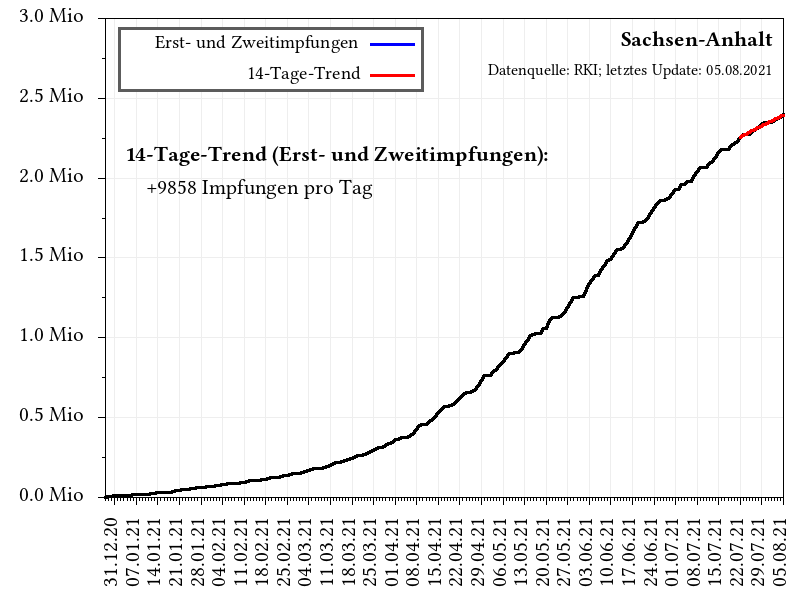 3.0 Mio
2.5 Mio
2.0 Mio
1.5 Mio
1.0 Mio
0.5 Mio
0.0 Mio
Erst- und Zweitimpfungen
14-Tage-Trend
Sachsen-Anhalt
Datenquelle: RKI; letztes Update: 05.08.2021
14-Tage-Trend (Erst- und Zweitimpfungen):
+9858 Impfungen pro Tag
31.12.20
07.01.21
14.01.21
21.01.21
28.01.21
04.02.21
11.02.21
18.02.21
25.02.21
04.03.21
11.03.21
18.03.21
25.03.21
01.04.21
08.04.21
15.04.21
22.04.21
29.04.21
06.05.21
13.05.21
20.05.21
27.05.21
03.06.21
10.06.21
17.06.21
24.06.21
01.07.21
08.07.21
15.07.21
22.07.21
29.07.21
05.08.21